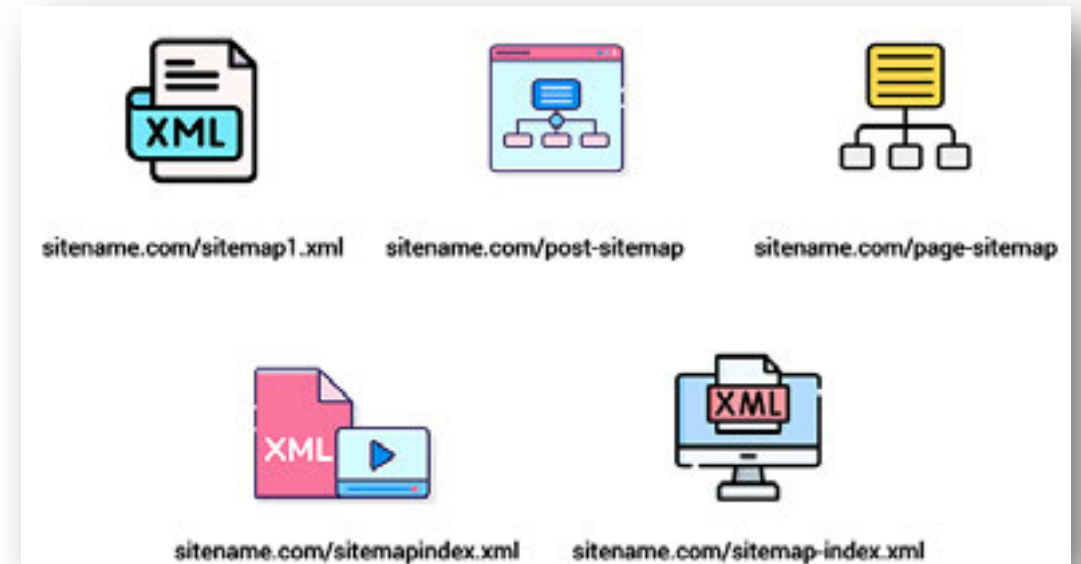 XML
sitename.com/sitemap1.xml
sitename.com/post-sitemap
sitename.com/page-sitemap
XML
XML
sitename.com/sitemapindex.xml
sitename.com/sitemap-index.xml